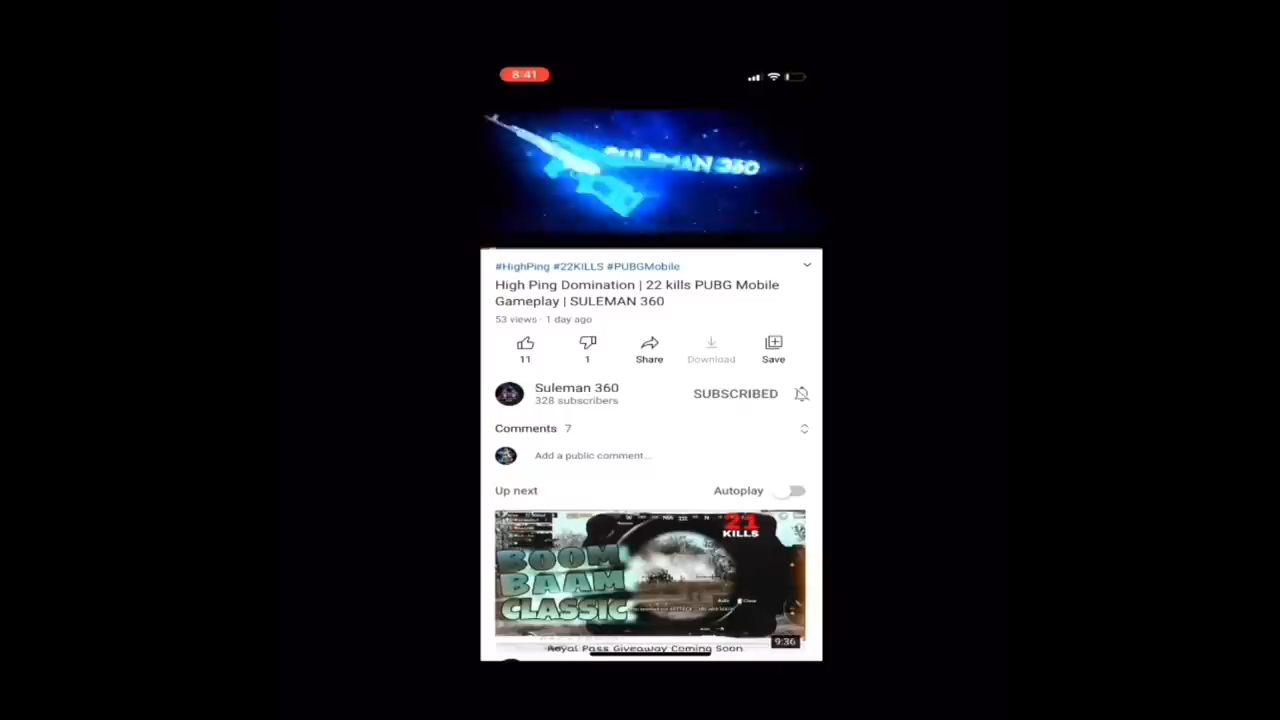 8:41
SULEMAN 360
#HighPing #22KILLS #PUBGMobile
High Ping Domination | 22 kills PUBG Mobile
Gameplay | SULEMAN 360
53 views · 1 day ago
11
1
Share
Download
Save
Suleman 360
328 subscribers
SUBSCRIBED
Comments 7
Add a public comment...
Up next
Autoplay
21
KILLS
BOOM
BAAM
CLASSIC
9:36
Royal Pass Giveaway Coming Soon